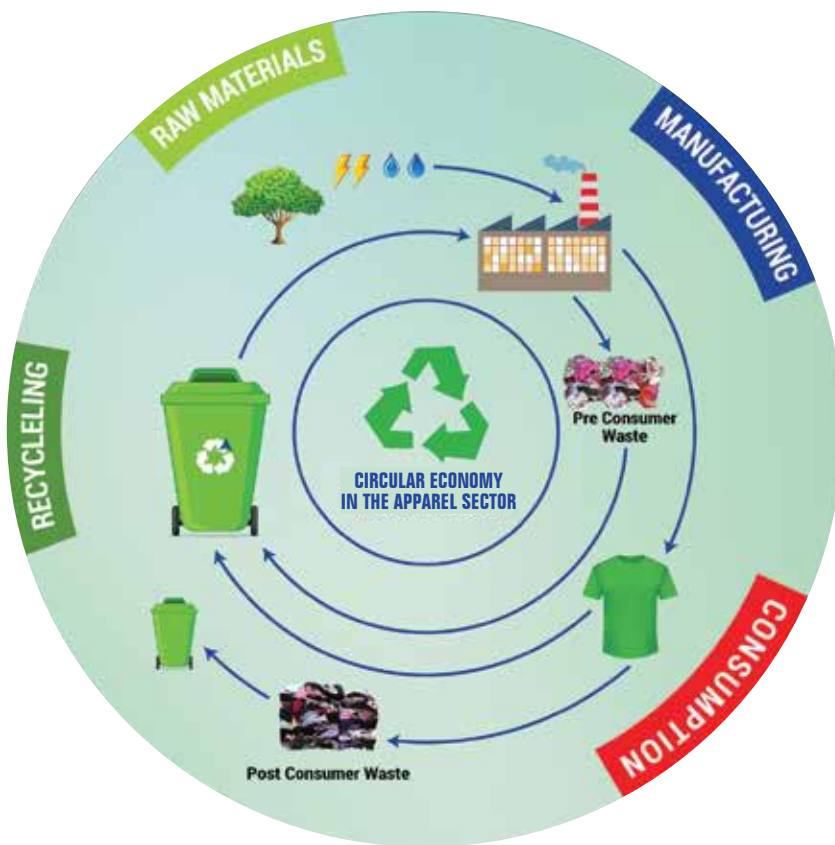 RAW MATERIALS
MANUFACTURING
Pre Consumer
Waste
CIRCULAR ECONOMY
IN THE APPAREL SECTOR
RECYCLELING
CONSUMPTION
Post Consumer Waste